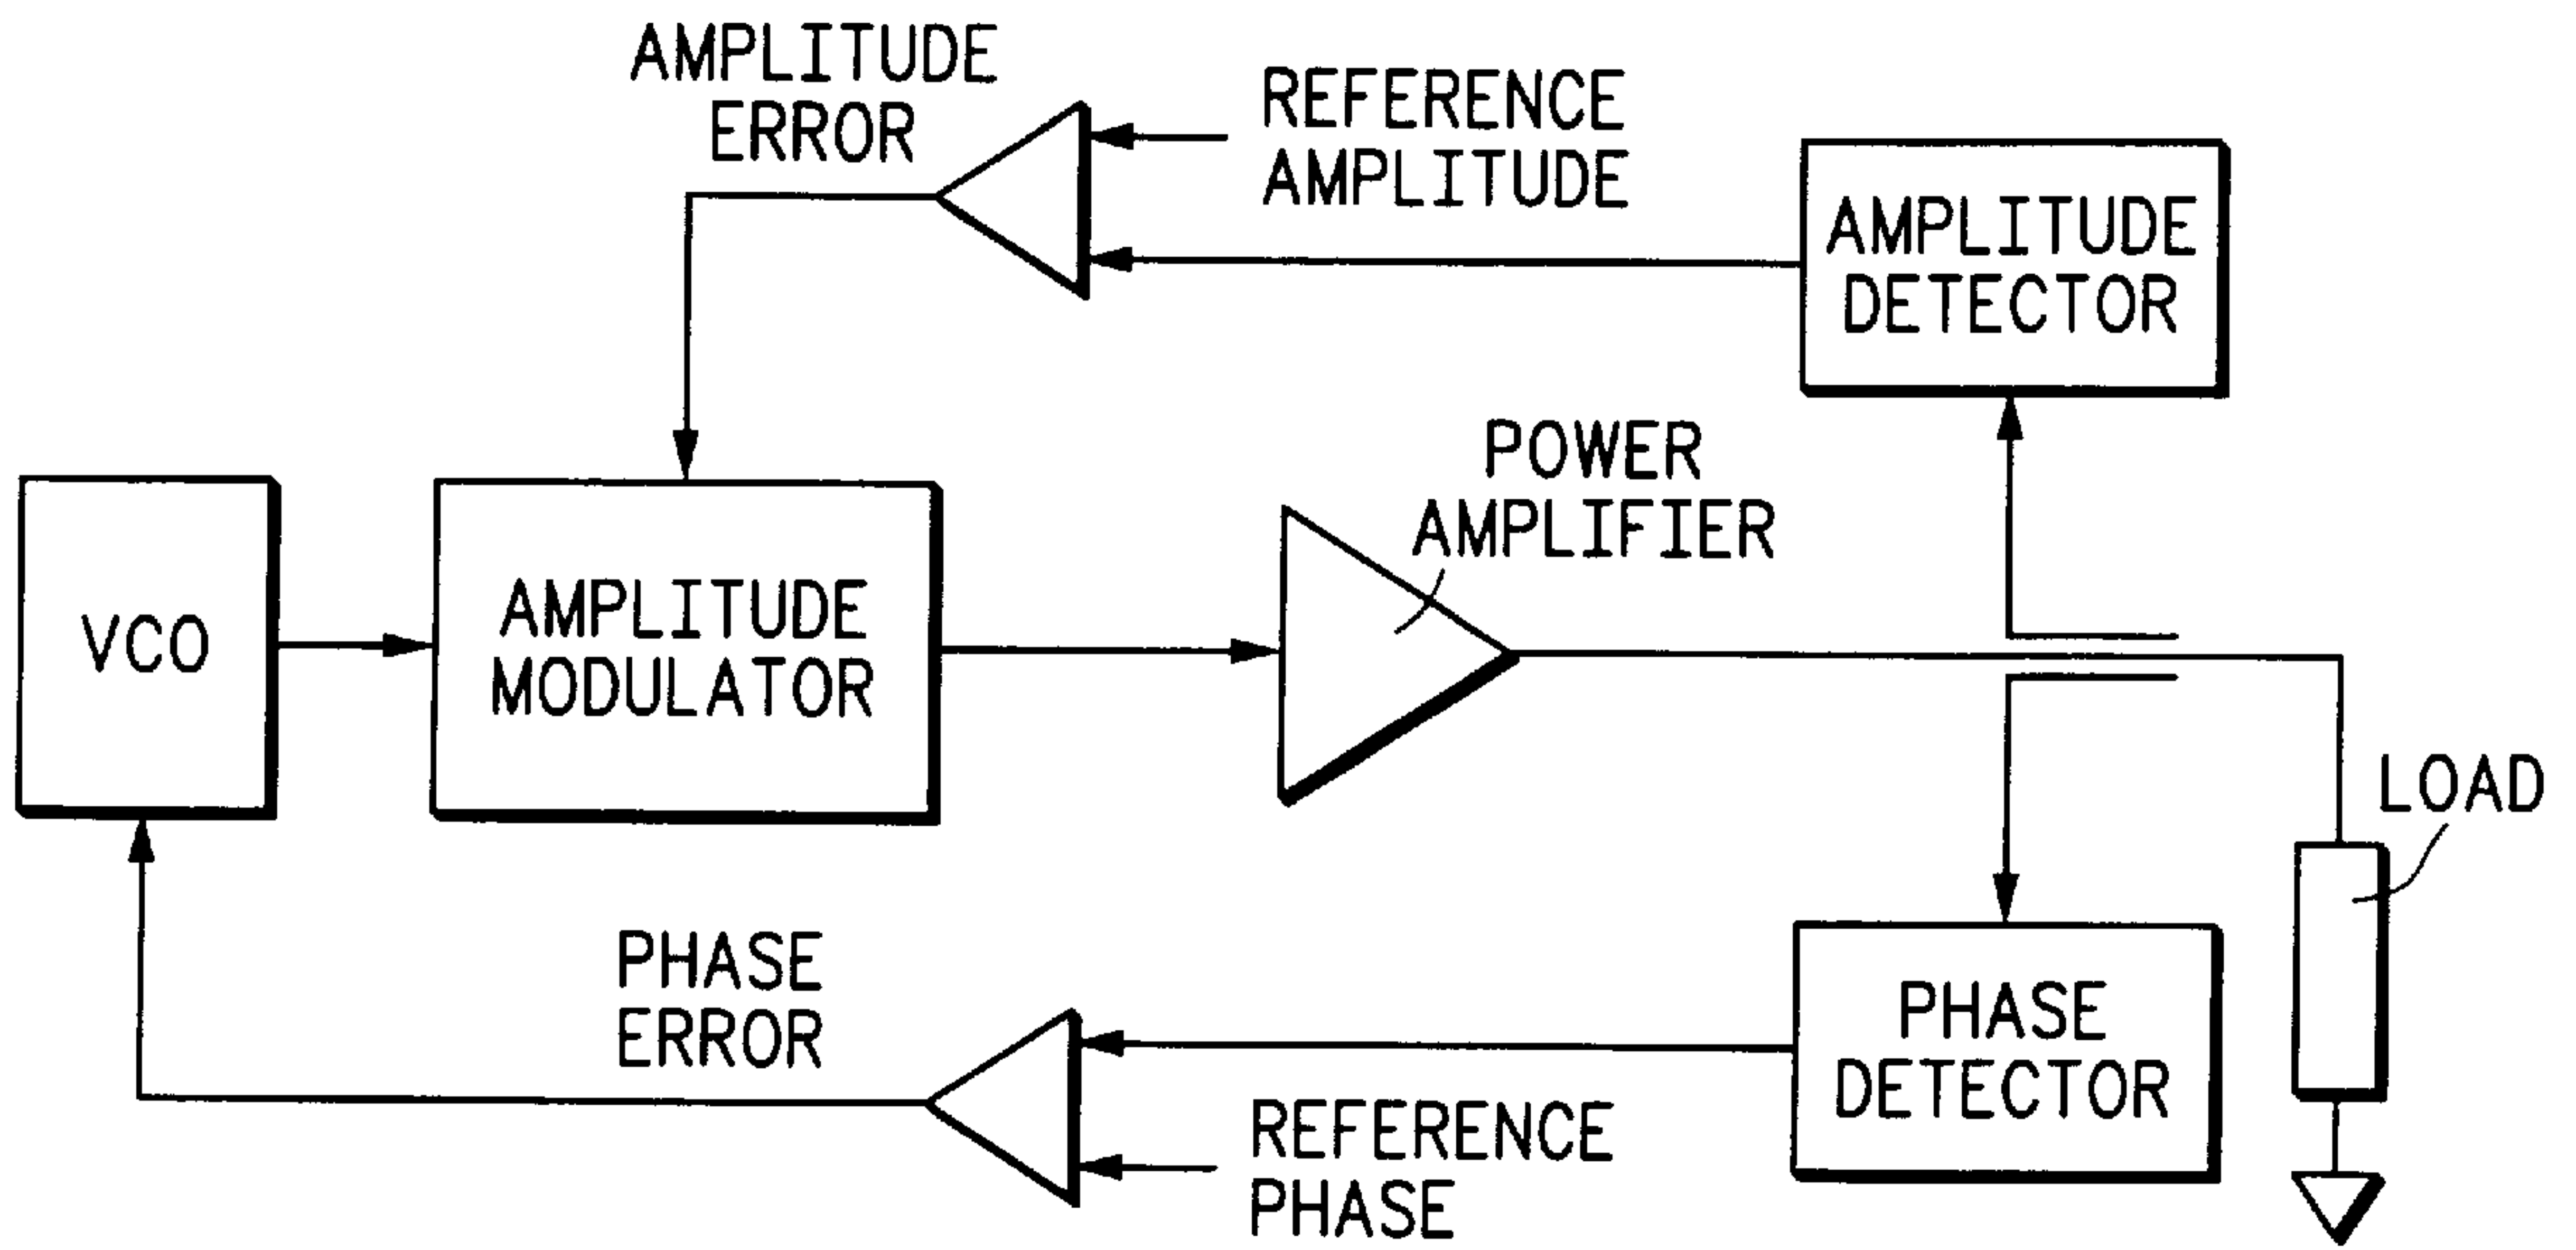 AMPLITUDE
ERROR
REFERENCE
AMPLITUDE
AMPLITUDE
DETECTOR
POWER
AMPLIFIER
VCO
AMPLITUDE
MODULATOR
LOAD
PHASE
ERROR
PHASE
DETECTOR
REFERENCE
PHASE